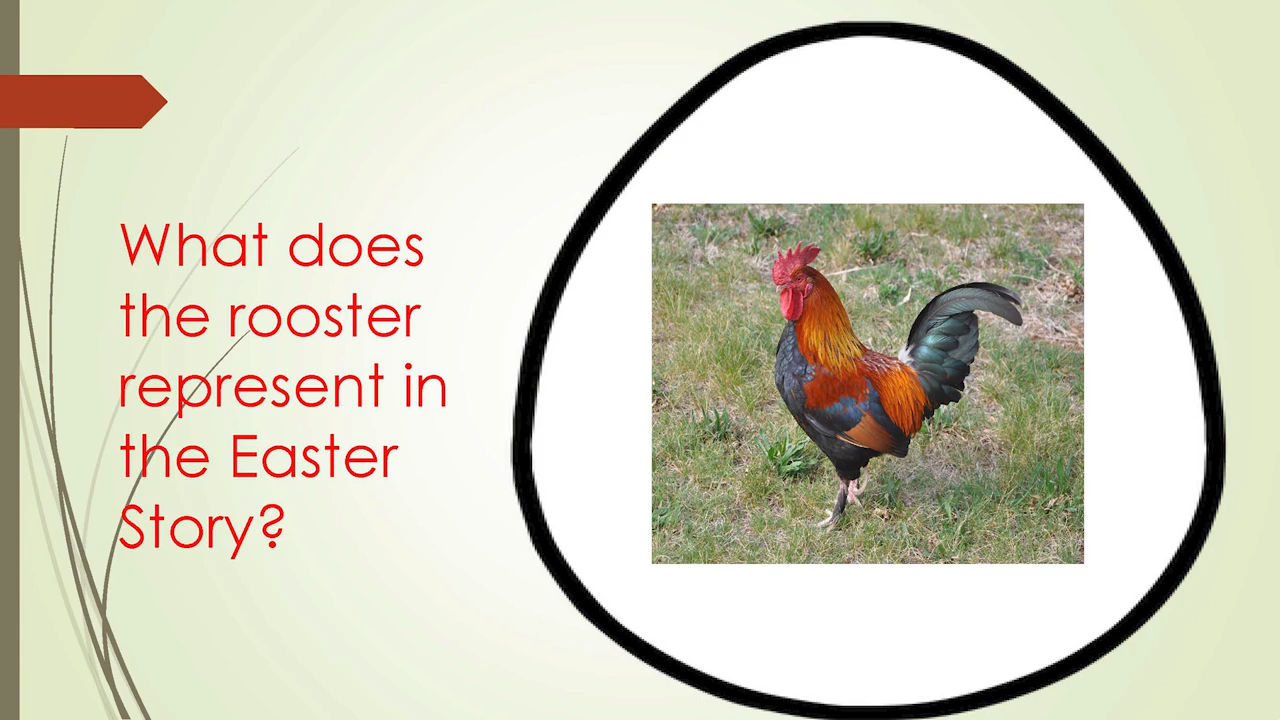 What does
the rooster
represent in
the Easter
Story?